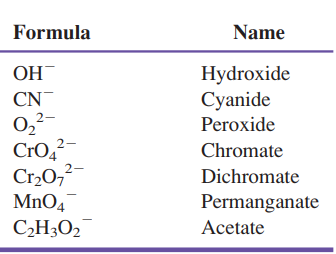 Formula Name
OH⁻ Hydroxide
CN⁻ Cyanide
O₂²⁻ Peroxide
CrO₄²⁻ Chromate
Cr₂O₇²⁻ Dichromate
MnO₄⁻ Permanganate
C₂H₃O₂⁻ Acetate